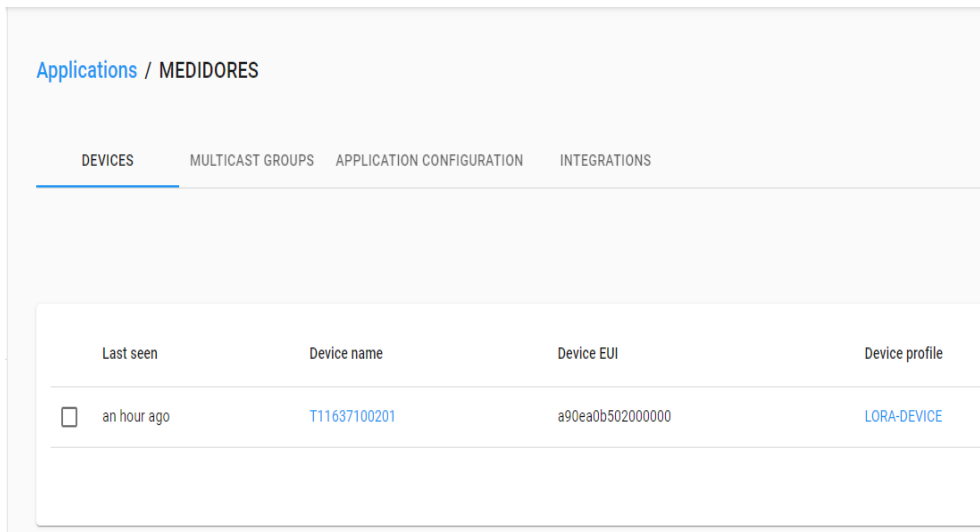 Applications / MEDIDORES
DEVICES MULTICAST GROUPS APPLICATION CONFIGURATION INTEGRATIONS
Last seen Device name Device EUI Device profile
an hour ago T11637100201 a90ea0b502000000 LORA-DEVICE